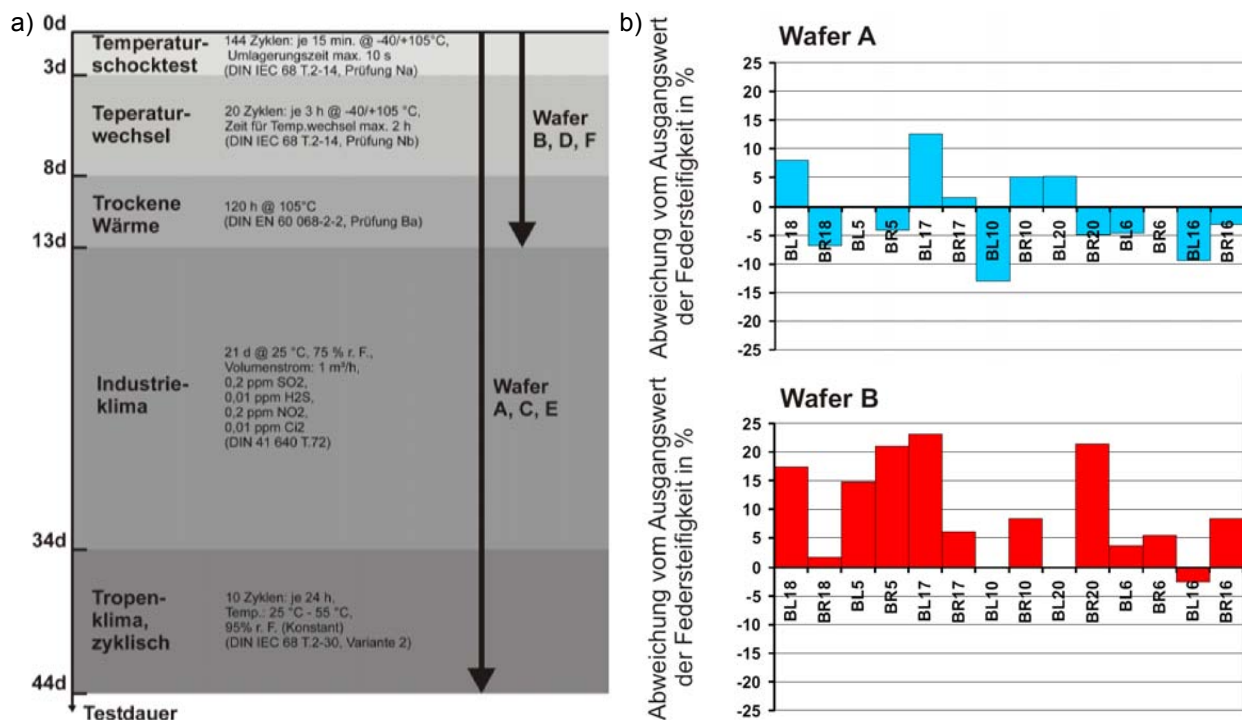 a)
0d
Temperatur-
schocktest
144 Zyklen: je 15 min. @ -40/+105°C,
Umlagerungszeit max. 10 s
(DIN IEC 68 T.2-14, Prüfung Na)
3d
Teperatur-
wechsel
20 Zyklen: je 3 h @ -40/+105 °C,
Zeit für Temp.wechsel max. 2 h
(DIN IEC 68 T.2-14, Prüfung Nb)
Wafer
B, D, F
8d
Trockene
Wärme
120 h @ 105°C
(DIN EN 60 068-2-2, Prüfung Ba)
13d
Industrie-
klima
21 d @ 25 °C, 75 % r. F.,
Volumenstrom: 1 m³/h,
0,2 ppm SO2,
0,01 ppm H2S,
0,2 ppm NO2,
0,01 ppm Cl2
(DIN 41 640 T.72)
Wafer
A, C, E
34d
Tropen-
klima,
zyklisch
10 Zyklen: je 24 h,
Temp.: 25 °C - 55 °C,
95% r. F. (Konstant)
(DIN IEC 68 T.2-30, Variante 2)
44d
Testdauer
b)
Wafer A
Abweichung vom Ausgangswert
der Federsteifigkeit in %
25
20
15
10
5
0
-5
-10
-15
-20
-25
BL18
BR18
BL5
BR5
BL17
BR17
BL10
BR10
BL20
BR20
BL6
BR6
BL16
BR16
Wafer B
Abweichung vom Ausgangswert
der Federsteifigkeit in %
25
20
15
10
5
0
-5
-10
-15
-20
-25
BL18
BR18
BL5
BR5
BL17
BR17
BL10
BR10
BL20
BR20
BL6
BR6
BL16
BR16